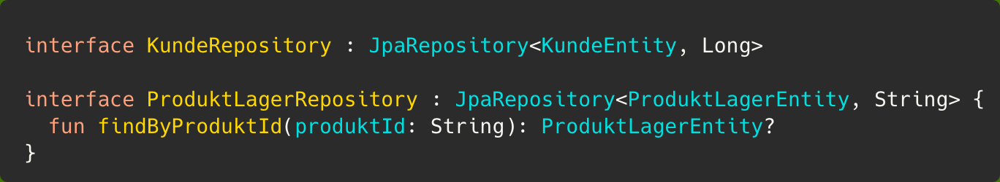 interface KundeRepository : JpaRepository<KundeEntity, Long>
interface ProduktLagerRepository : JpaRepository<ProduktLagerEntity, String> {
  fun findByProduktId(produktId: String): ProduktLagerEntity?
}